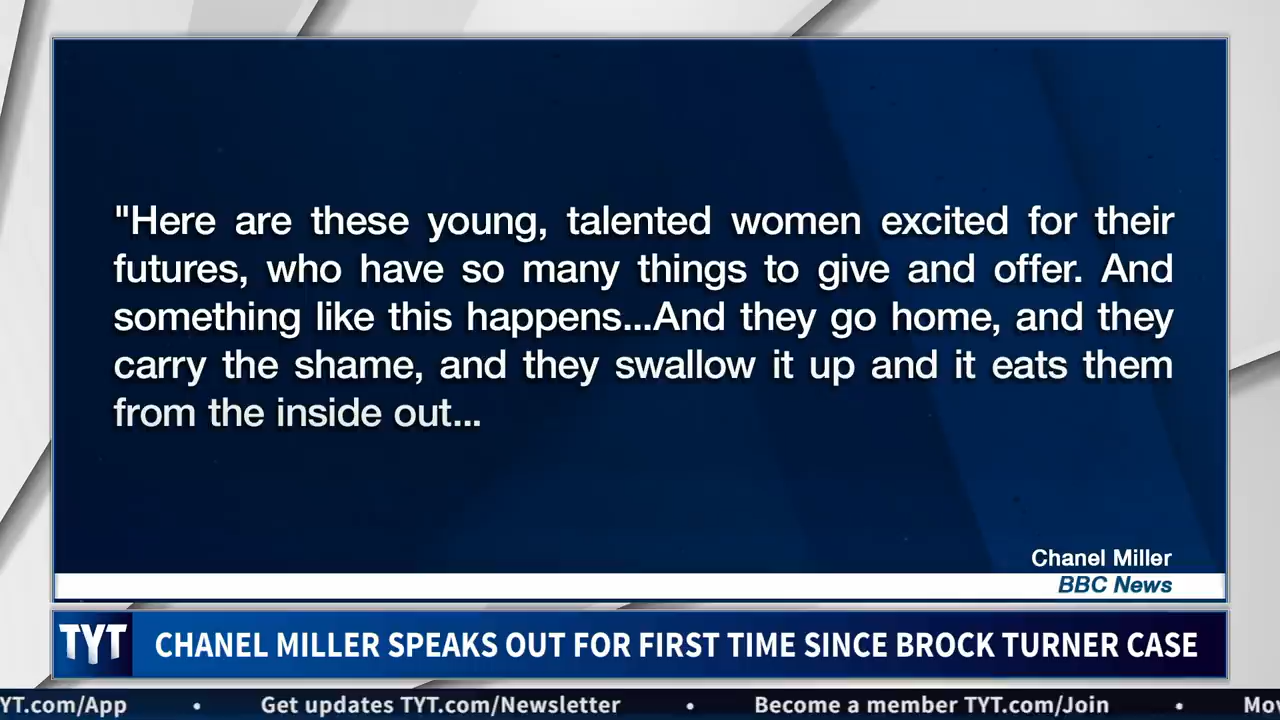 "Here are these young, talented women excited for their
futures, who have so many things to give and offer. And
something like this happens...And they go home, and they
carry the shame, and they swallow it up and it eats them
from the inside out...
Chanel Miller
BBC News
TYT CHANEL MILLER SPEAKS OUT FOR FIRST TIME SINCE BROCK TURNER CASE
YT.com/App • Get updates TYT.com/Newsletter • Become a member TYT.com/Join • Mov